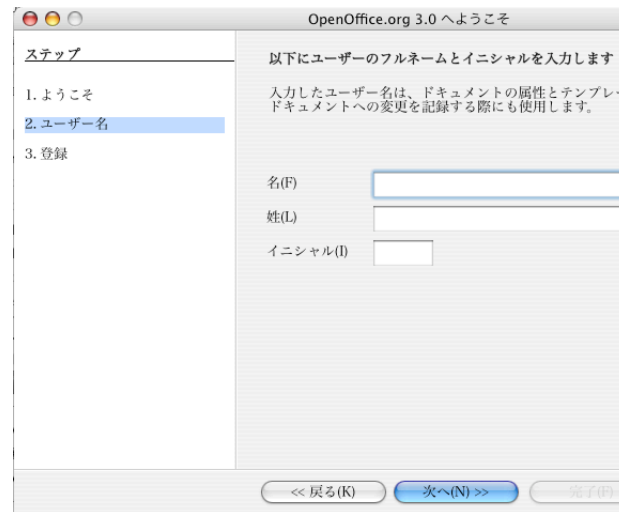 OpenOffice.org 3.0 へようこそ
ステップ
1. ようこそ
2. ユーザー名
3. 登録
以下にユーザーのフルネームとイニシャルを入力します
入力したユーザー名は、ドキュメントの属性とテンプレー
ドキュメントへの変更を記録する際にも使用します。
名(F)
姓(L)
イニシャル(I)
<< 戻る(K)
次へ(N) >>
完了(F)